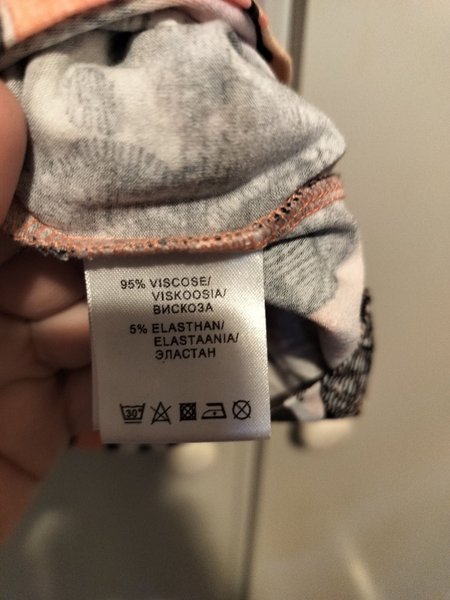 95% VISCOSE/
VISKOOSIA/
ВИСКОЗА
5% ELASTHAN/
ELASTAANIA/
ЭЛАСТАН
30°